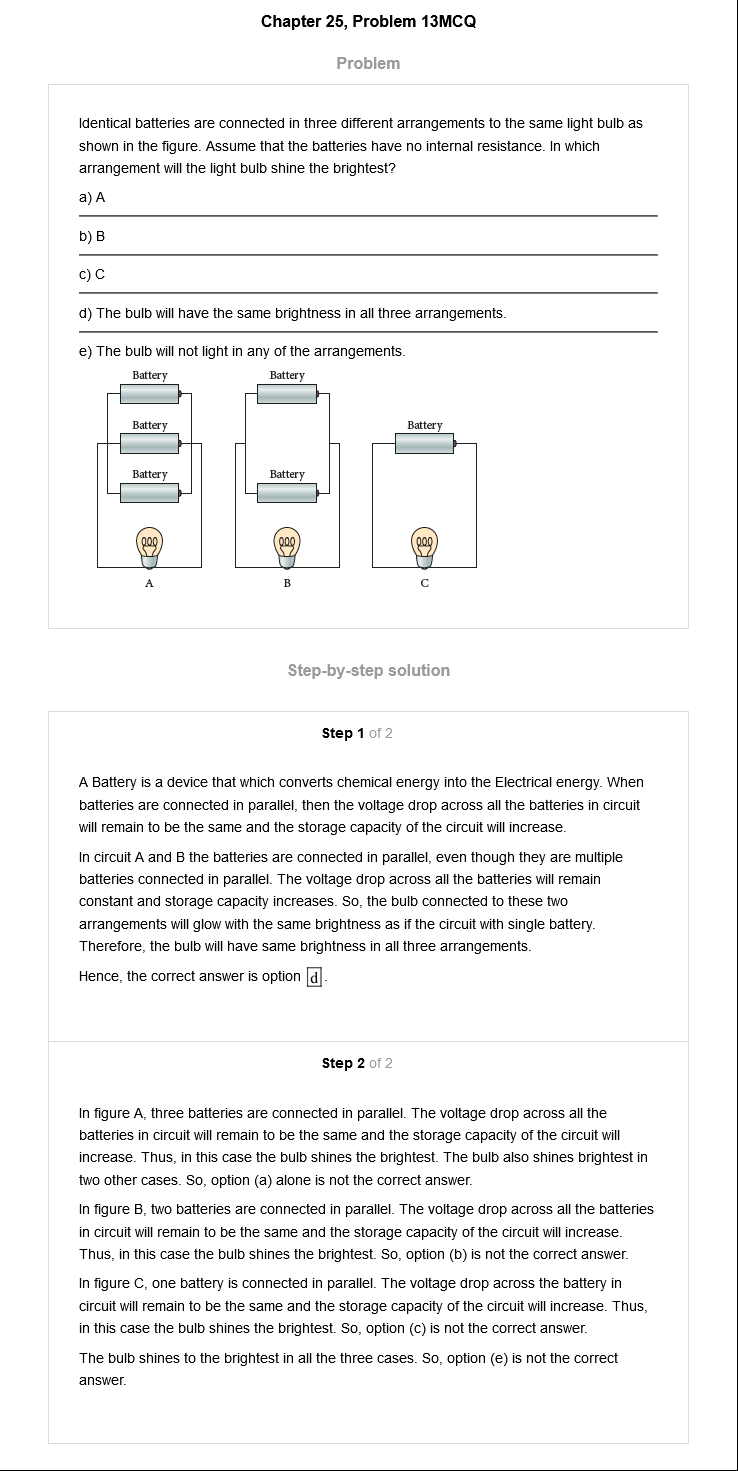 Chapter 25, Problem 13MCQ
Problem
Identical batteries are connected in three different arrangements to the same light bulb as
shown in the figure. Assume that the batteries have no internal resistance. In which
arrangement will the light bulb shine the brightest?
a) A
b) B
c) C
d) The bulb will have the same brightness in all three arrangements.
e) The bulb will not light in any of the arrangements.
Battery
Battery
Battery
A
Battery
Battery
B
Battery
C
Step-by-step solution
Step 1 of 2
A Battery is a device that which converts chemical energy into the Electrical energy. When
batteries are connected in parallel, then the voltage drop across all the batteries in circuit
will remain to be the same and the storage capacity of the circuit will increase.
In circuit A and B the batteries are connected in parallel, even though they are multiple
batteries connected in parallel. The voltage drop across all the batteries will remain
constant and storage capacity increases. So, the bulb connected to these two
arrangements will glow with the same brightness as if the circuit with single battery.
Therefore, the bulb will have same brightness in all three arrangements.
Hence, the correct answer is option d.
Step 2 of 2
In figure A, three batteries are connected in parallel. The voltage drop across all the
batteries in circuit will remain to be the same and the storage capacity of the circuit will
increase. Thus, in this case the bulb shines the brightest. The bulb also shines brightest in
two other cases. So, option (a) alone is not the correct answer.
In figure B, two batteries are connected in parallel. The voltage drop across all the batteries
in circuit will remain to be the same and the storage capacity of the circuit will increase.
Thus, in this case the bulb shines the brightest. So, option (b) is not the correct answer.
In figure C, one battery is connected in parallel. The voltage drop across the battery in
circuit will remain to be the same and the storage capacity of the circuit will increase. Thus,
in this case the bulb shines the brightest. So, option (c) is not the correct answer.
The bulb shines to the brightest in all the three cases. So, option (e) is not the correct
answer.